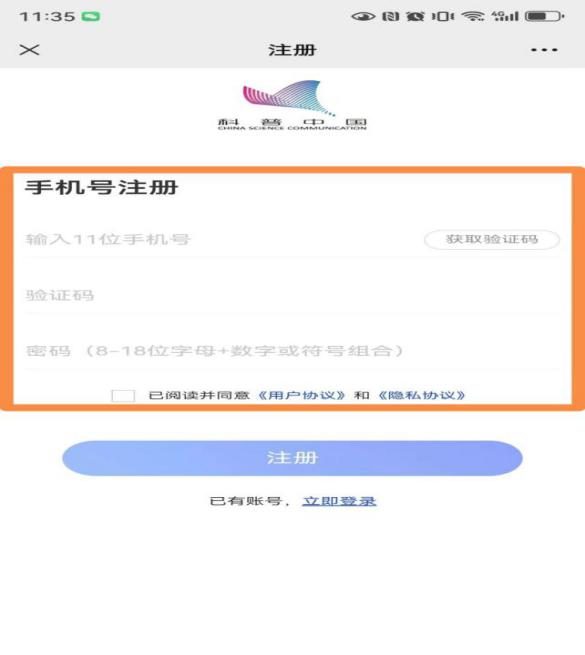 11:35
4G
注册
科普中国
CHINA SCIENCE COMMUNICATION
手机号注册
输入11位手机号 获取验证码
验证码
密码（8-18位字母+数字或符号组合）
已阅读并同意《用户协议》和《隐私协议》
注册
已有账号，立即登录